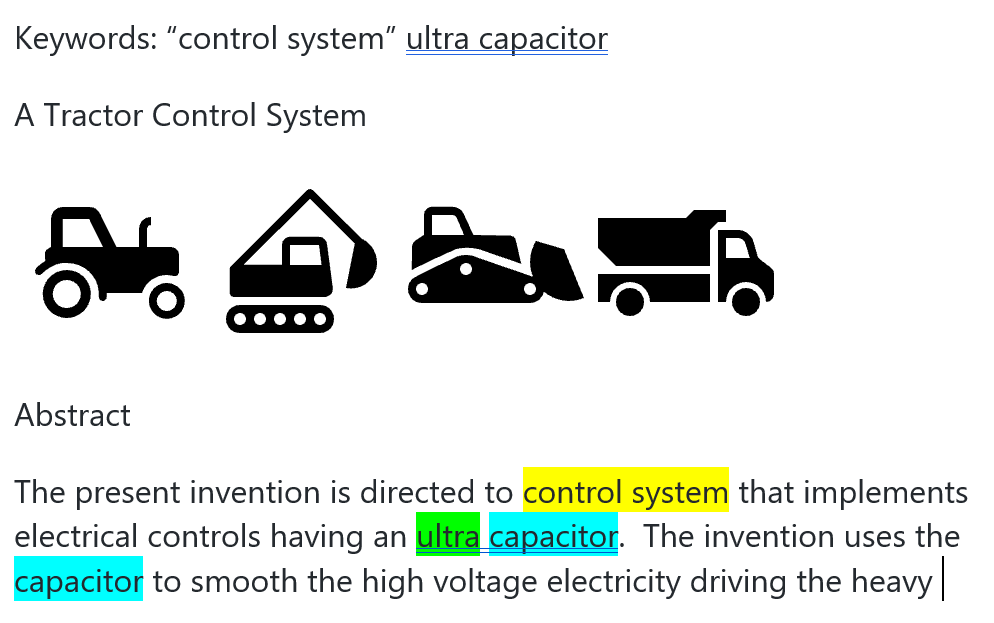 Keywords: “control system” ultra capacitor
A Tractor Control System
Abstract
The present invention is directed to control system that implements
electrical controls having an ultra capacitor.  The invention uses the
capacitor to smooth the high voltage electricity driving the heavy